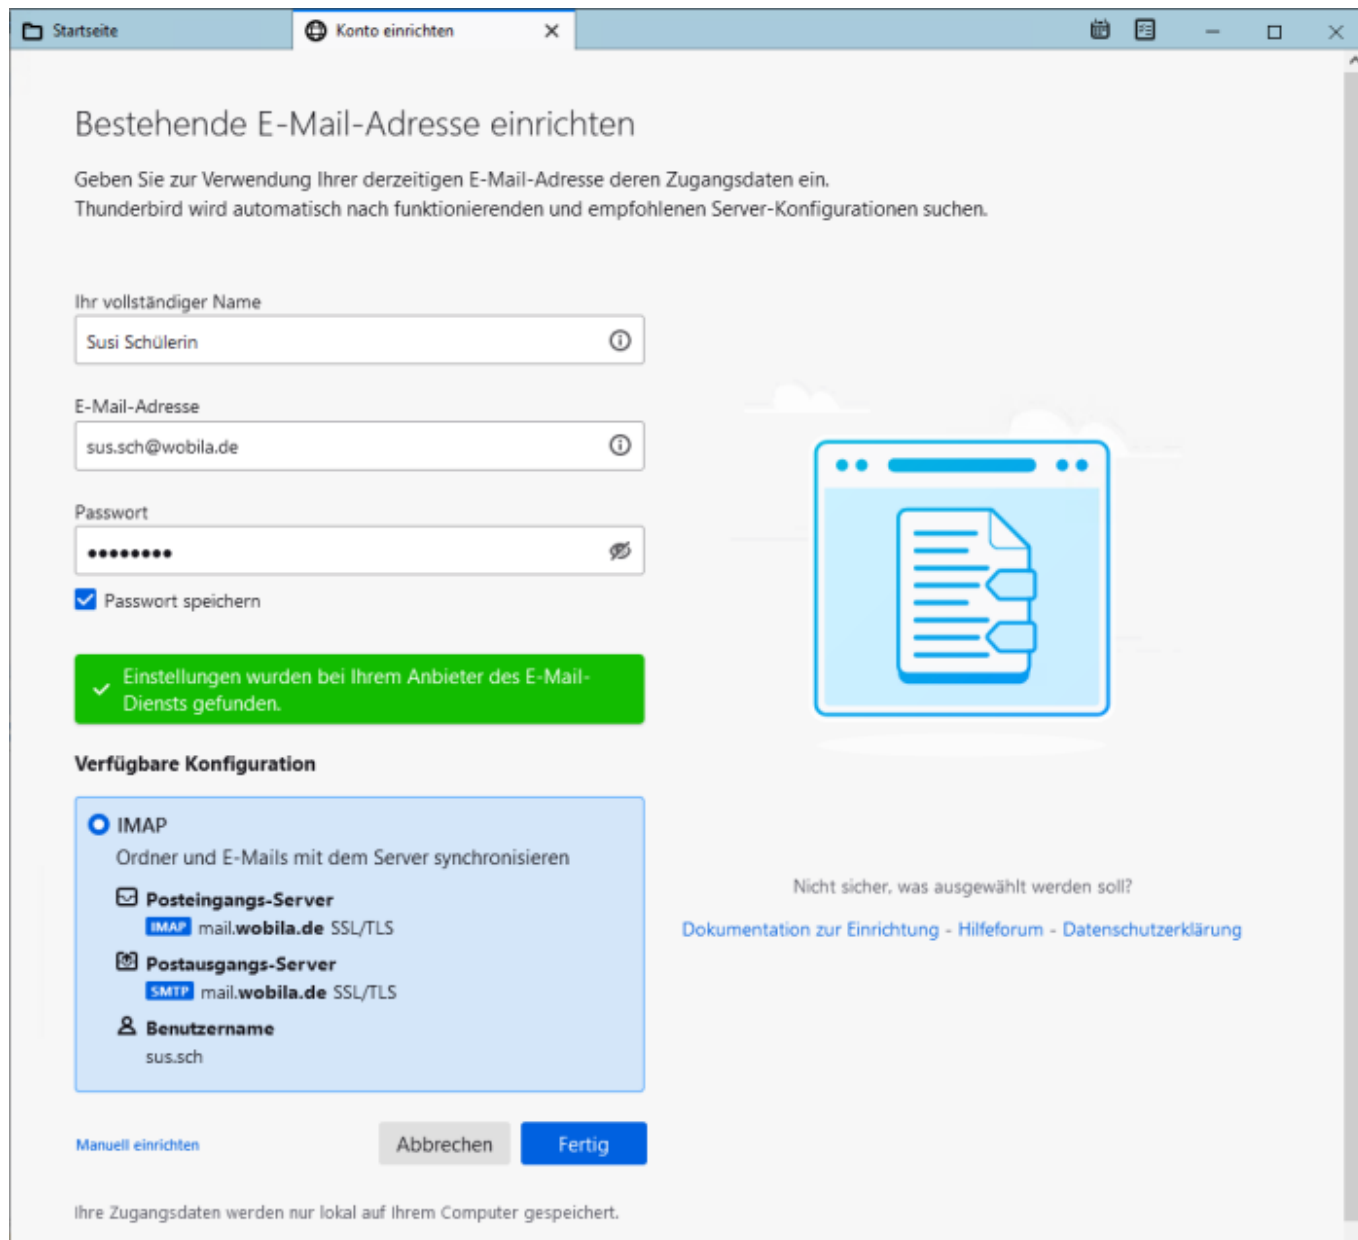 Startseite
Konto einrichten
Bestehende E-Mail-Adresse einrichten
Geben Sie zur Verwendung Ihrer derzeitigen E-Mail-Adresse deren Zugangsdaten ein.
Thunderbird wird automatisch nach funktionierenden und empfohlenen Server-Konfigurationen suchen.
Ihr vollständiger Name
Susi Schülerin
E-Mail-Adresse
sus.sch@wobila.de
Passwort
••••••••
Passwort speichern
Einstellungen wurden bei Ihrem Anbieter des E-Mail-
Diensts gefunden.
Verfügbare Konfiguration
IMAP
Ordner und E-Mails mit dem Server synchronisieren
Posteingangs-Server
IMAP mail.wobila.de SSL/TLS
Postausgangs-Server
SMTP mail.wobila.de SSL/TLS
Benutzername
sus.sch
Manuell einrichten
Abbrechen
Fertig
Ihre Zugangsdaten werden nur lokal auf Ihrem Computer gespeichert.
Nicht sicher, was ausgewählt werden soll?
Dokumentation zur Einrichtung - Hilfeforum - Datenschutzerklärung